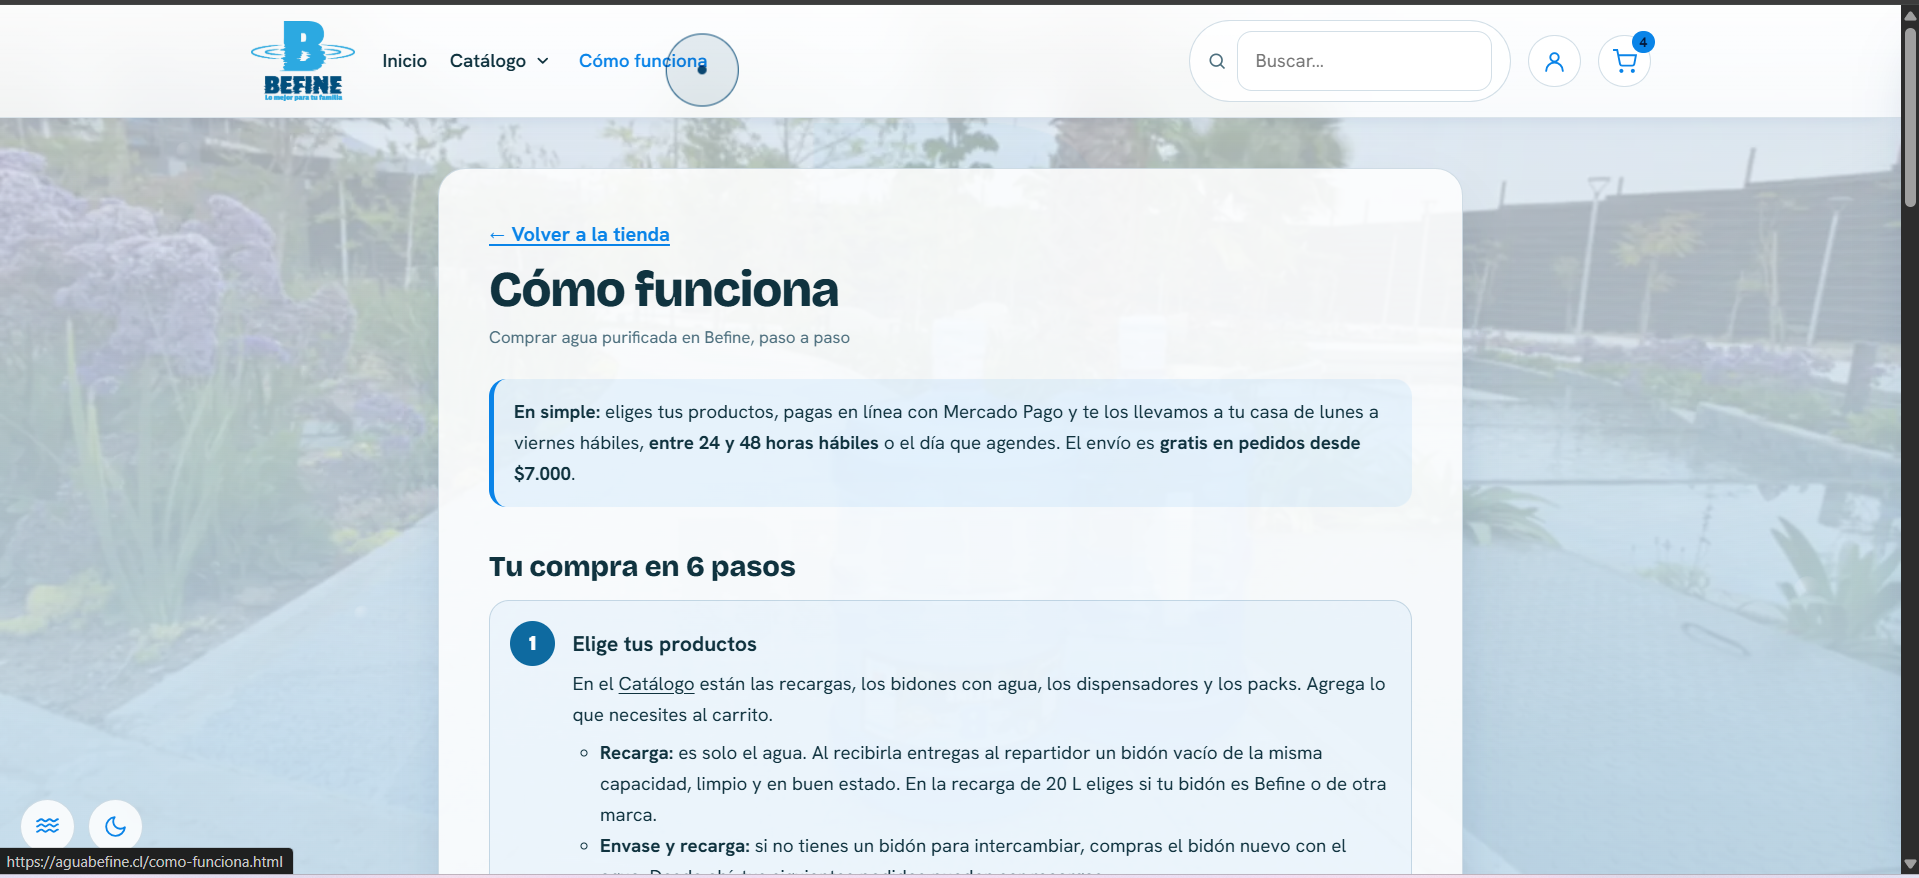 BEFINE
Lo mejor para tu familia
Inicio
Catálogo
Cómo funciona
Buscar...
4
← Volver a la tienda
Cómo funciona
Comprar agua purificada en Befine, paso a paso
En simple: eliges tus productos, pagas en línea con Mercado Pago y te los llevamos a tu casa de lunes a
viernes hábiles, entre 24 y 48 horas hábiles o el día que agendes. El envío es gratis en pedidos desde
$7.000.
Tu compra en 6 pasos
1
Elige tus productos
En el Catálogo están las recargas, los bidones con agua, los dispensadores y los packs. Agrega lo
que necesites al carrito.
Recarga: es solo el agua. Al recibirla entregas al repartidor un bidón vacío de la misma
capacidad, limpio y en buen estado. En la recarga de 20 L eliges si tu bidón es Befine o de otra
marca.
Envase y recarga: si no tienes un bidón para intercambiar, compras el bidón nuevo con el
https://aguabefine.cl/como-funciona.html